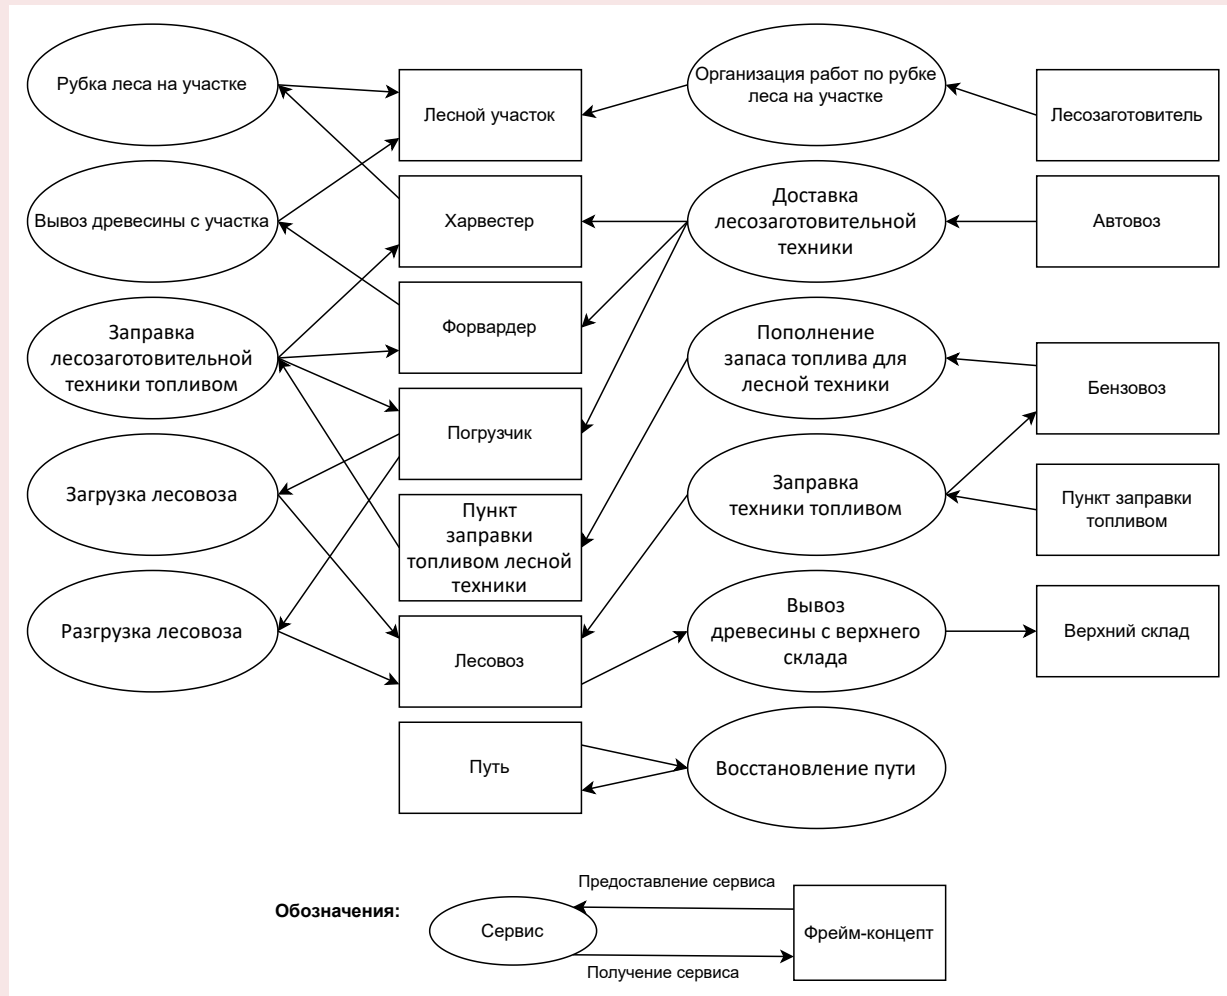 Рубка леса на участке
Лесной участок
Организация работ по рубке
леса на участке
Лесозаготовитель
Вывоз древесины с участка
Харвестер
Доставка
лесозаготовительной
техники
Автовоз
Заправка
лесозаготовительной
техники топливом
Форвардер
Пополнение
запаса топлива для
лесной техники
Бензовоз
Погрузчик
Загрузка лесовоза
Пункт
заправки
топливом лесной
техники
Заправка
техники топливом
Пункт заправки
топливом
Разгрузка лесовоза
Лесовоз
Вывоз
древесины с верхнего
склада
Верхний склад
Путь
Восстановление пути
Обозначения:
Предоставление сервиса
Сервис
Фрейм-концепт
Получение сервиса